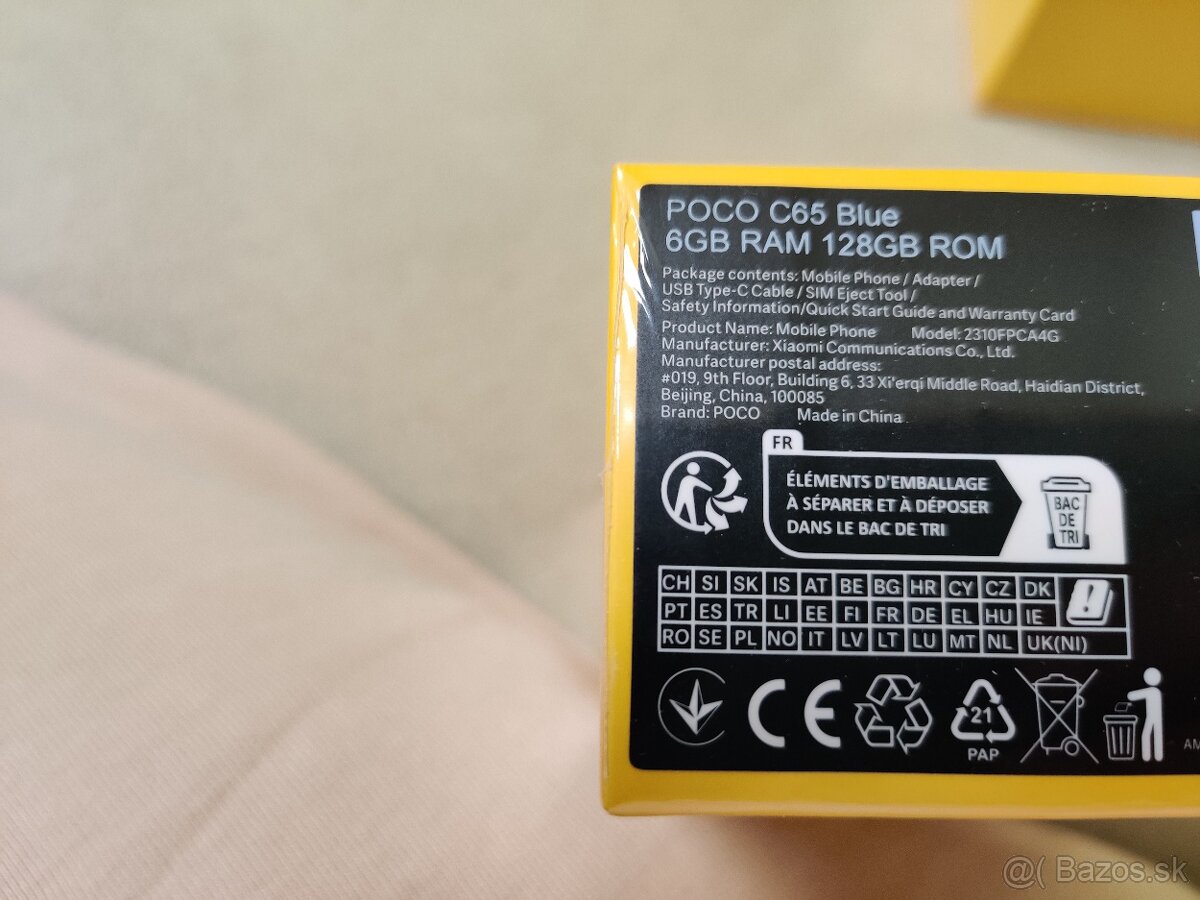 POCO C65 Blue
6GB RAM 128GB ROM
Package contents: Mobile Phone / Adapter /
USB Type-C Cable / SIM Eject Tool /
Safety Information/Quick Start Guide and Warranty Card
Product Name: Mobile Phone Model: 2310FPCA4G
Manufacturer: Xiaomi Communications Co., Ltd.
Manufacturer postal address:
#019, 9th Floor, Building 6, 33 Xi'erqi Middle Road, Haidian District,
Beijing, China, 100085
Brand: POCO Made in China
FR
ÉLÉMENTS D'EMBALLAGE
À SÉPARER ET À DÉPOSER
DANS LE BAC DE TRI
BAC
DE
TRI
CH SI SK IS AT BE BG HR CY CZ DK
PT ES TR LI EE FI FR DE EL HU IE
RO SE PL NO IT LV LT LU MT NL UK(NI)
CE
21
PAP
AM
@( Bazos.sk